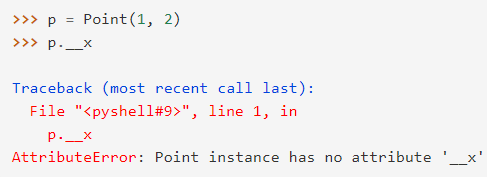 >>> p = Point(1, 2)
>>> p.__x
Traceback (most recent call last):
File "<pyshell#9>", line 1, in
p.__x
AttributeError: Point instance has no attribute '__x'